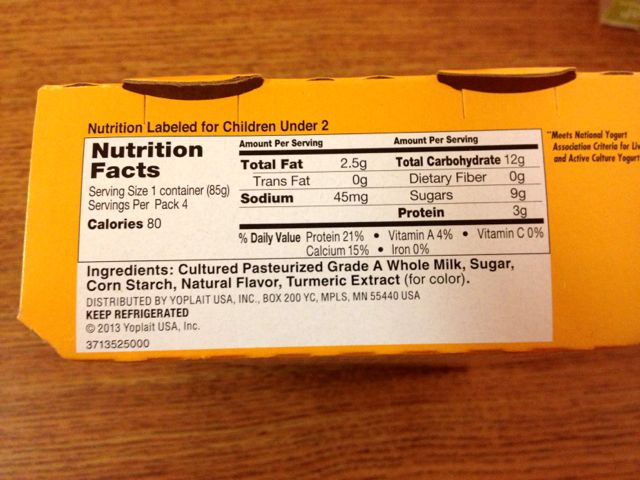 Nutrition Labeled for Children Under 2
Nutrition
Facts
Serving Size 1 container (85g)
Servings Per Pack 4
Calories 80
Amount Per Serving
Total Fat 2.5g
Trans Fat 0g
Sodium 45mg
Amount Per Serving
Total Carbohydrate 12g
Dietary Fiber 0g
Sugars 9g
Protein 3g
% Daily Value Protein 21% • Vitamin A 4% • Vitamin C 0%
Calcium 15% • Iron 0%
Ingredients: Cultured Pasteurized Grade A Whole Milk, Sugar,
Corn Starch, Natural Flavor, Turmeric Extract (for color).
DISTRIBUTED BY YOPLAIT USA, INC., BOX 200 YC, MPLS, MN 55440 USA
KEEP REFRIGERATED
© 2013 Yoplait USA, Inc.
3713525000
"Meets National Yogurt
Association Criteria for
and Active Culture Yogurt